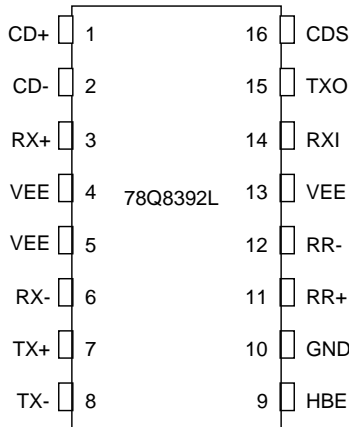 CD+ 1 16 CDS
CD- 2 15 TXO
RX+ 3 14 RXI
VEE 4 78Q8392L 13 VEE
VEE 5 12 RR-
RX- 6 11 RR+
TX+ 7 10 GND
TX- 8 9 HBE